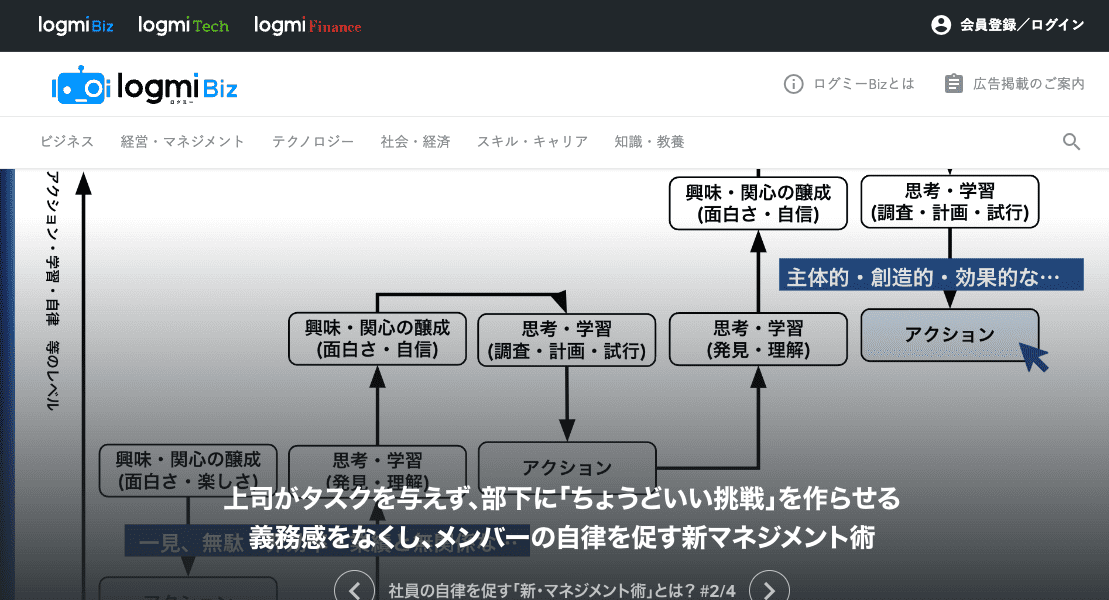 logmi Biz
logmi Tech
logmi Finance
会員登録／ログイン
logmi Biz
ログミー
ログミーBizとは
広告掲載のご案内
ビジネス
経営・マネジメント
テクノロジー
社会・経済
スキル・キャリア
知識・教養
アクション・学習・自律 等のレベル
興味・関心の醸成
(面白さ・自信)
思考・学習
(調査・計画・試行)
主体的・創造的・効果的な…
興味・関心の醸成
(面白さ・自信)
思考・学習
(調査・計画・試行)
思考・学習
(発見・理解)
アクション
興味・関心の醸成
(面白さ・楽しさ)
思考・学習
(発見・理解)
アクション
上司がタスクを与えず、部下に「ちょうどいい挑戦」を作らせる
一見、無駄
義務感をなくし、メンバーの自律を促す新マネジメント術
社員の自律を促す「新・マネジメント術」とは？ #2/4
アクション